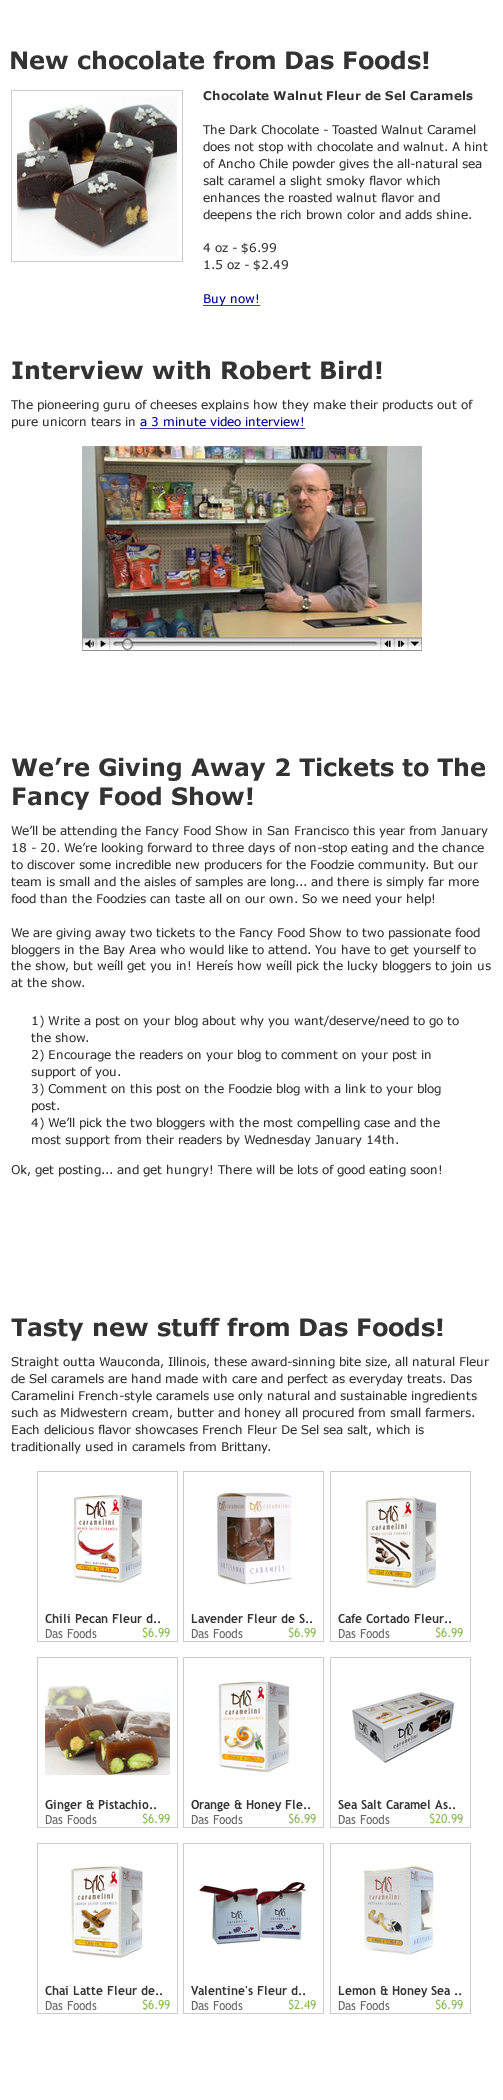 New chocolate from Das Foods!
Chocolate Walnut Fleur de Sel Caramels
The Dark Chocolate - Toasted Walnut Caramel
does not stop with chocolate and walnut. A hint
of Ancho Chile powder gives the all-natural sea
salt caramel a slight smoky flavor which
enhances the roasted walnut flavor and
deepens the rich brown color and adds shine.
4 oz - $6.99
1.5 oz - $2.49
Buy now!
Interview with Robert Bird!
The pioneering guru of cheeses explains how they make their products out of
pure unicorn tears in a 3 minute video interview!
We’re Giving Away 2 Tickets to The
Fancy Food Show!
We’ll be attending the Fancy Food Show in San Francisco this year from January
18 - 20. We’re looking forward to three days of non-stop eating and the chance
to discover some incredible new producers for the Foodzie community. But our
team is small and the aisles of samples are long... and there is simply far more
food than the Foodzies can taste all on our own. So we need your help!
We are giving away two tickets to the Fancy Food Show to two passionate food
bloggers in the Bay Area who would like to attend. You have to get yourself to
the show, but weíll get you in! Hereís how weíll pick the lucky bloggers to join us
at the show.
1) Write a post on your blog about why you want/deserve/need to go to
the show.
2) Encourage the readers on your blog to comment on your post in
support of you.
3) Comment on this post on the Foodzie blog with a link to your blog
post.
4) We’ll pick the two bloggers with the most compelling case and the
most support from their readers by Wednesday January 14th.
Ok, get posting... and get hungry! There will be lots of good eating soon!
Tasty new stuff from Das Foods!
Straight outta Wauconda, Illinois, these award-sinning bite size, all natural Fleur
de Sel caramels are hand made with care and perfect as everyday treats. Das
Caramelini French-style caramels use only natural and sustainable ingredients
such as Midwestern cream, butter and honey all procured from small farmers.
Each delicious flavor showcases French Fleur De Sel sea salt, which is
traditionally used in caramels from Brittany.
DAS caramelini
DAS caramelini
CARAMELS
DAS caramelini
Chili Pecan Fleur d..
Das Foods $6.99
Lavender Fleur de S..
Das Foods $6.99
Cafe Cortado Fleur..
Das Foods $6.99
DAS caramelini
DAS caramelini
Ginger & Pistachio..
Das Foods $6.99
Orange & Honey Fle..
Das Foods $6.99
Sea Salt Caramel As..
Das Foods $20.99
DAS caramelini
DAS caramelini
DAS caramelini
Chai Latte Fleur de..
Das Foods $6.99
Valentine's Fleur d..
Das Foods $2.49
Lemon & Honey Sea ..
Das Foods $6.99